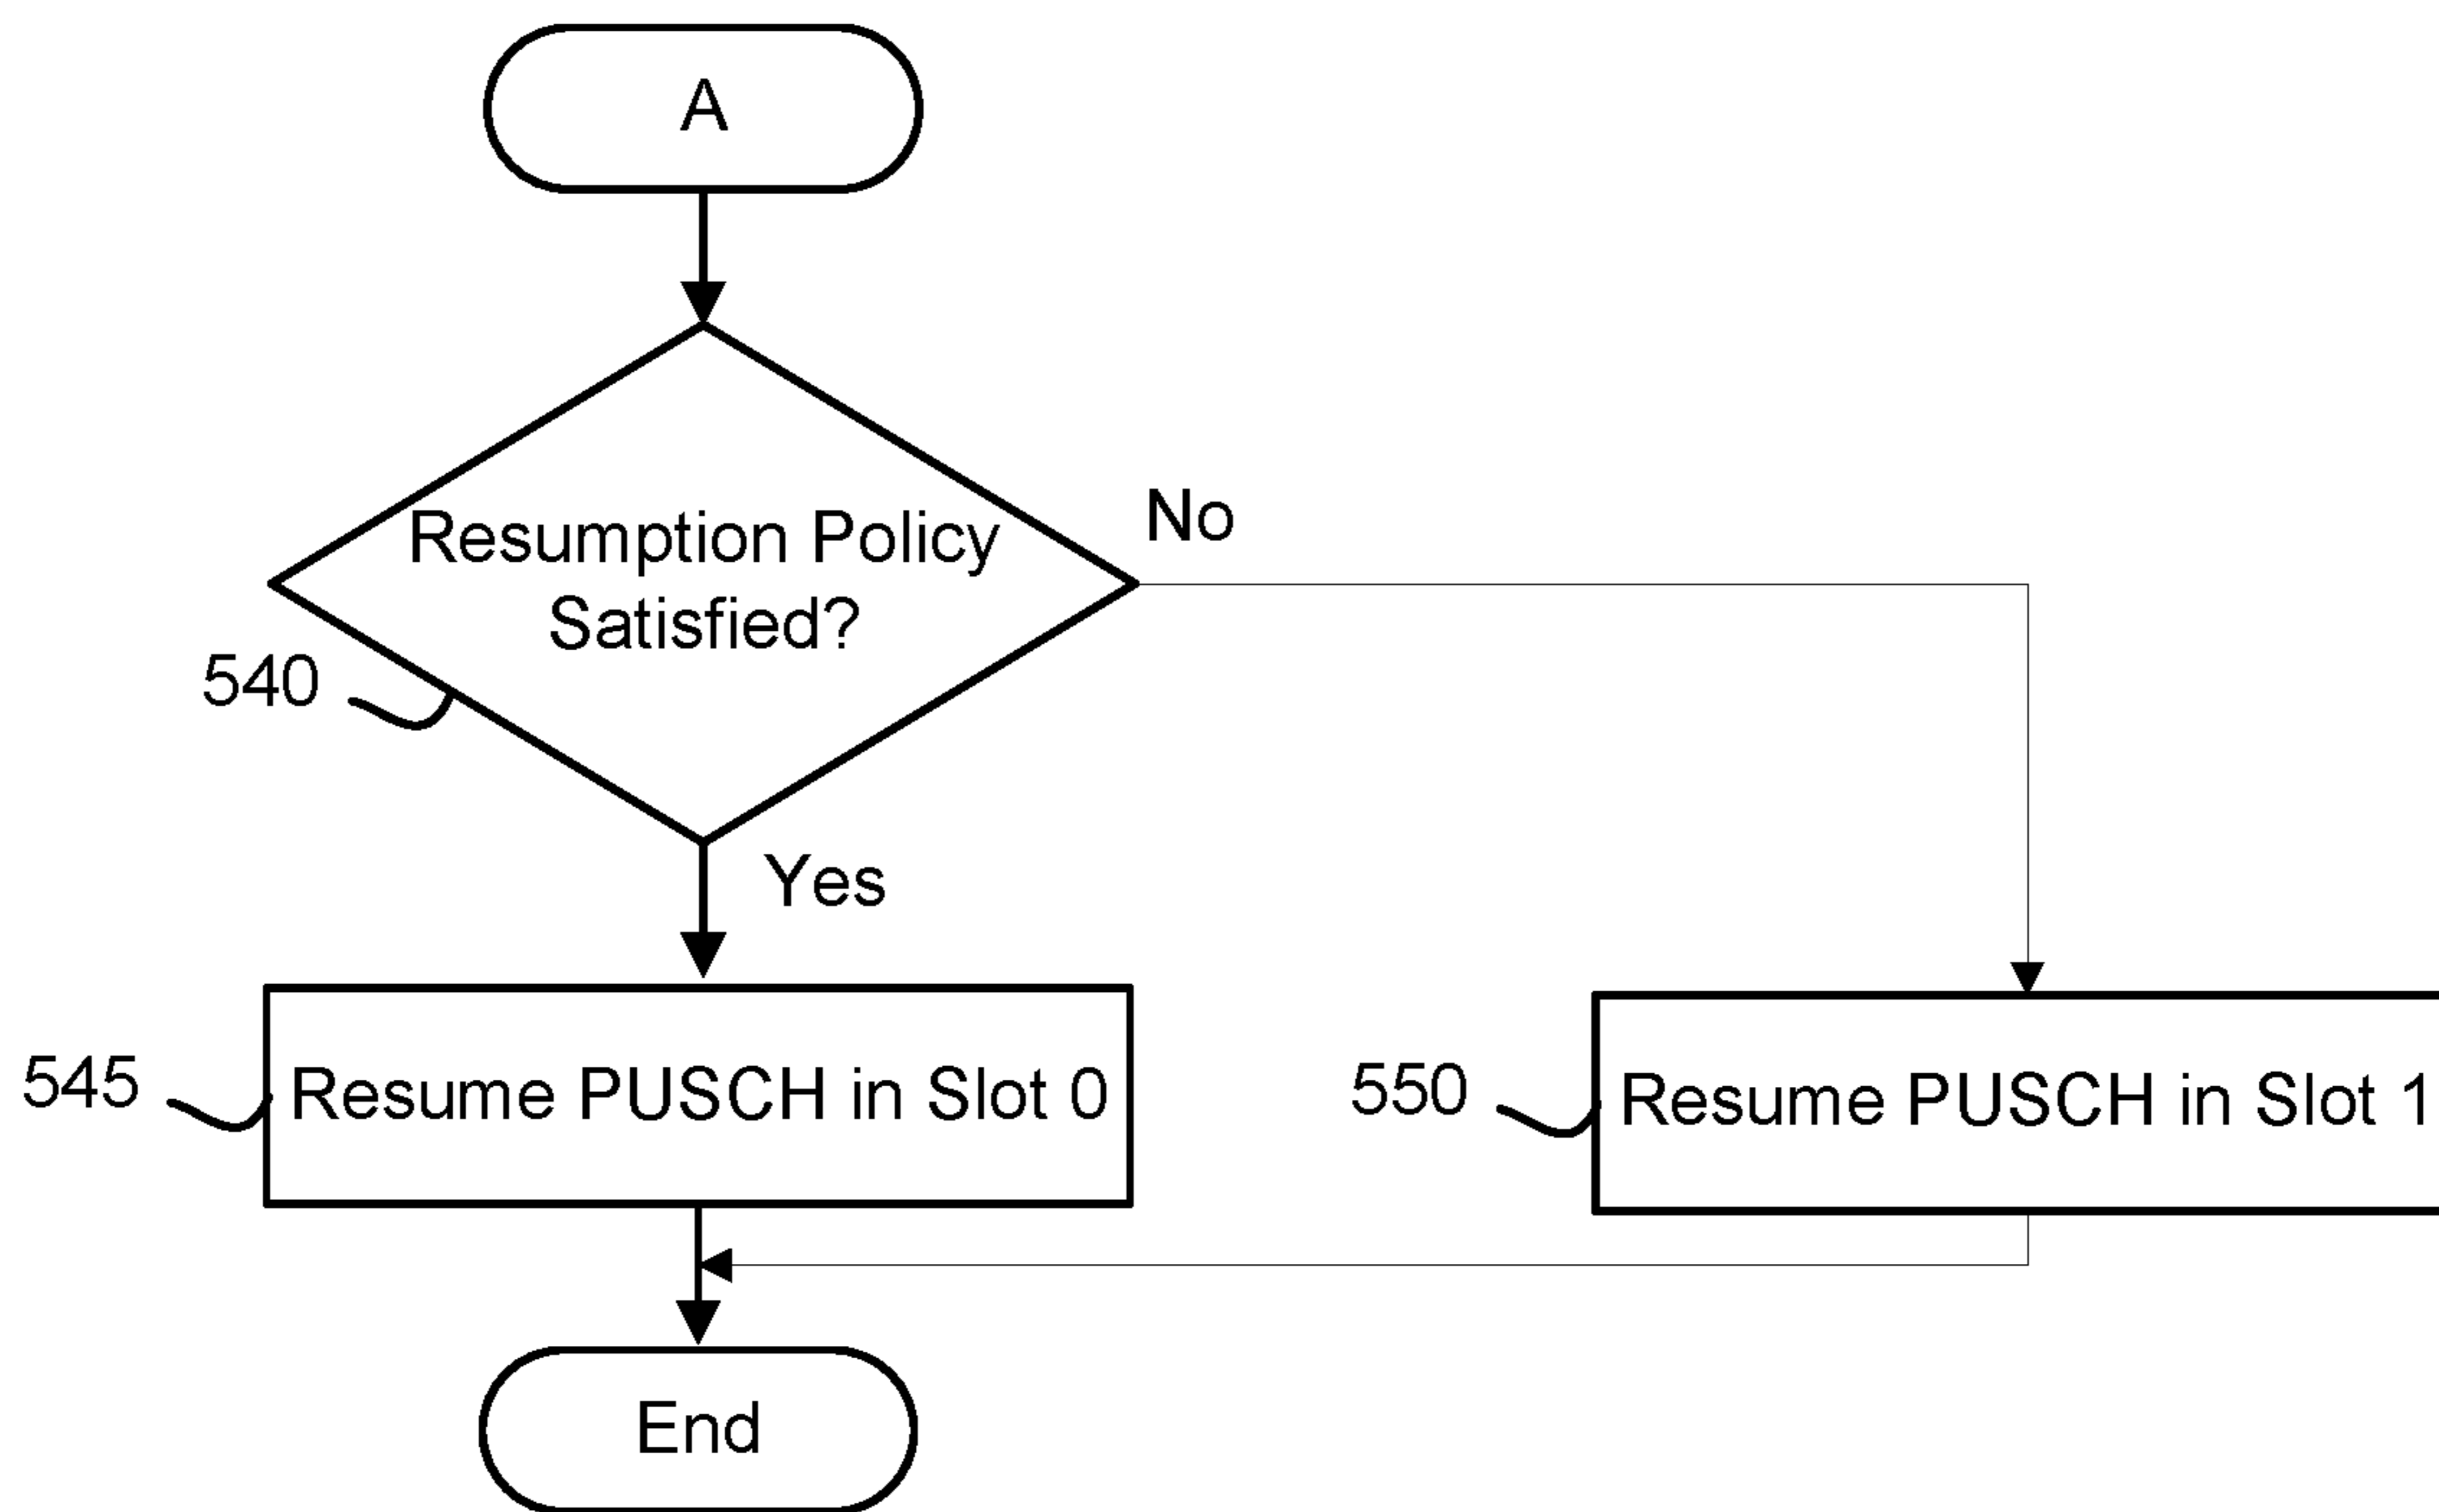 A
Resumption Policy
Satisfied?
No
540
Yes
545
Resume PUSCH in Slot 0
550
Resume PUSCH in Slot 1
End